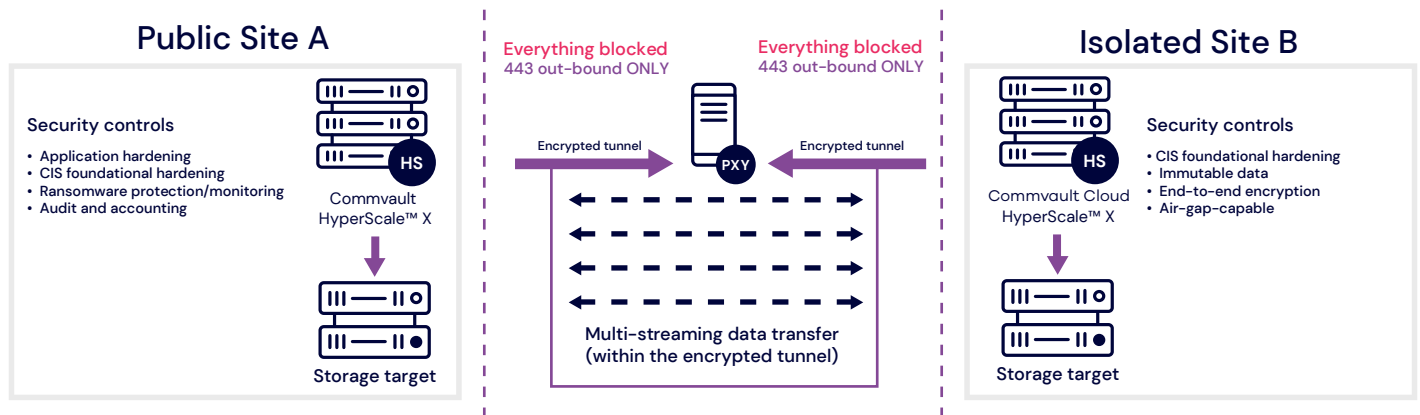 Public Site A
Security controls
• Application hardening
• CIS foundational hardening
• Ransomware protection/monitoring
• Audit and accounting
HS
Commvault
HyperScale™ X
Storage target
Everything blocked
443 out-bound ONLY
Everything blocked
443 out-bound ONLY
Encrypted tunnel
PXY
Encrypted tunnel
Multi-streaming data transfer
(within the encrypted tunnel)
Isolated Site B
HS
Commvault Cloud
HyperScale™ X
Storage target
Security controls
• CIS foundational hardening
• Immutable data
• End-to-end encryption
• Air-gap-capable